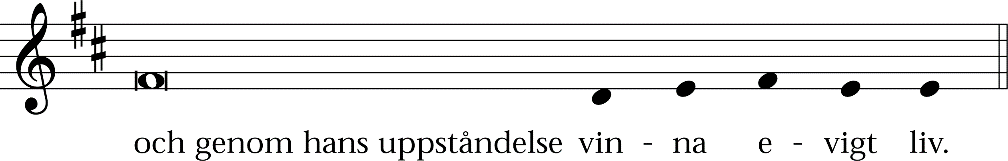 och genom hans uppståndelse vin - na e - vigt liv.